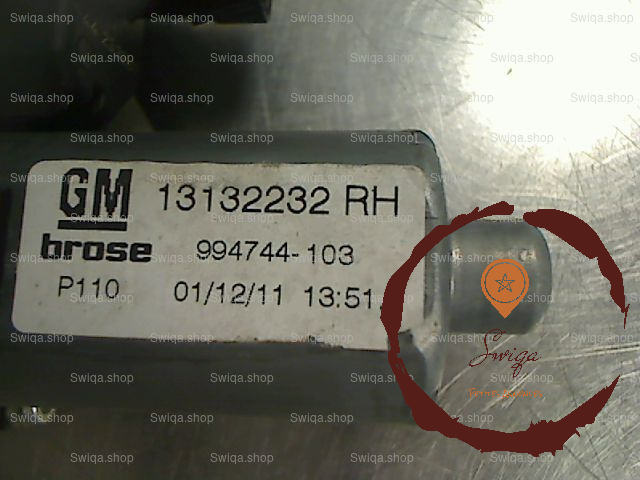 GM 13132232 RH
brose 994744-103
P110 01/12/11 13:51
Swiqa
Swiqa.shop